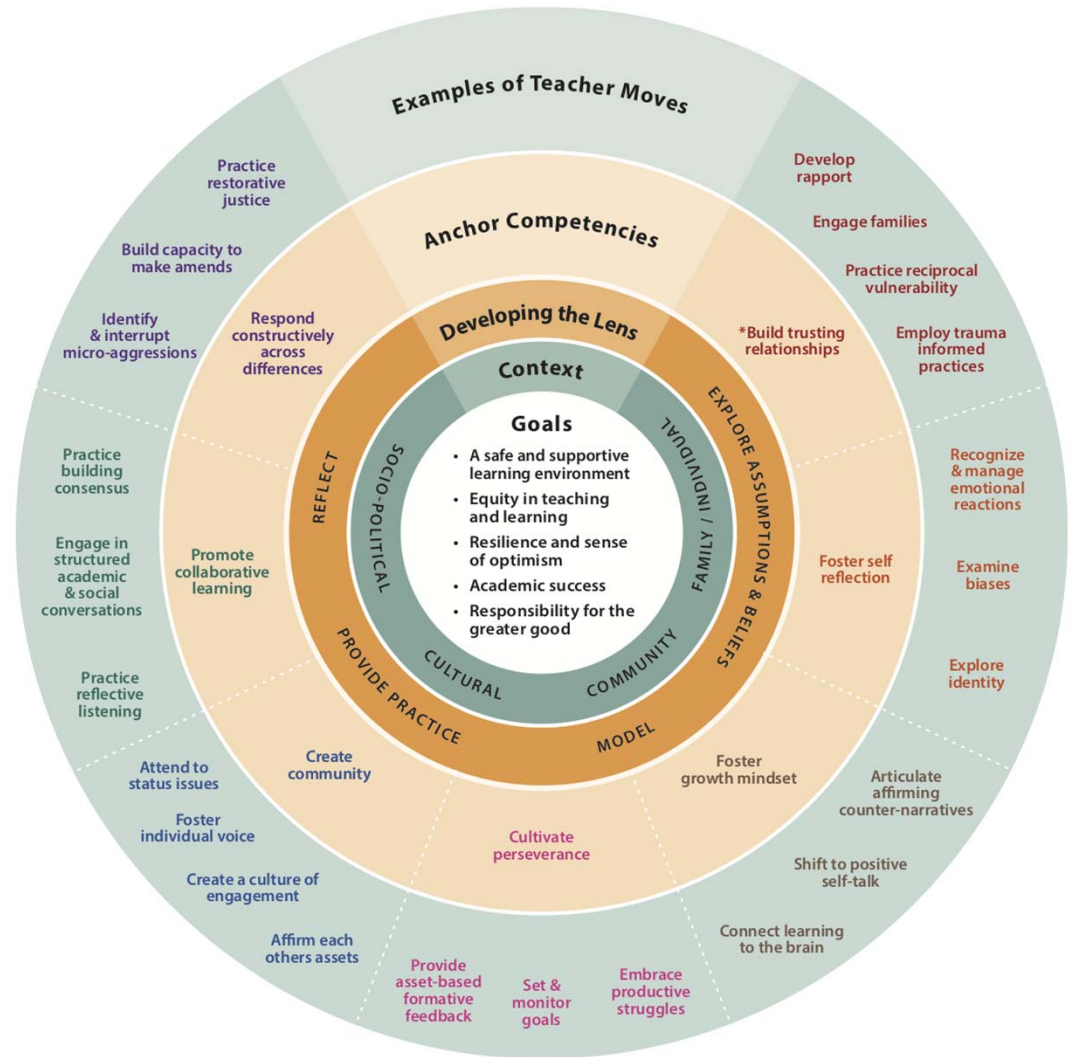 Examples of Teacher Moves
Anchor Competencies
Developing the Lens
Context
Goals
• A safe and supportive
learning environment
• Equity in teaching
and learning
• Resilience and sense
of optimism
• Academic success
• Responsibility for the
greater good
INDIVIDUAL / FAMILY
COMMUNITY
CULTURAL
SOCIO-POLITICAL
EXPLORE ASSUMPTIONS & BELIEFS
MODEL
PROVIDE PRACTICE
REFLECT
*Build trusting
relationships
Develop
rapport
Engage families
Practice reciprocal
vulnerability
Employ trauma
informed
practices
Foster self
reflection
Recognize
& manage
emotional
reactions
Examine
biases
Explore
identity
Foster
growth mindset
Articulate
affirming
counter-narratives
Shift to positive
self-talk
Connect learning
to the brain
Cultivate
perseverance
Embrace
productive
struggles
Set &
monitor
goals
Provide
asset-based
formative
feedback
Create
community
Affirm each
others assets
Create a culture of
engagement
Foster
individual voice
Attend to
status issues
Promote
collaborative
learning
Practice
reflective
listening
Engage in
structured
academic
& social
conversations
Practice
building
consensus
Respond
constructively
across
differences
Identify
& interrupt
micro-aggressions
Build capacity to
make amends
Practice
restorative
justice